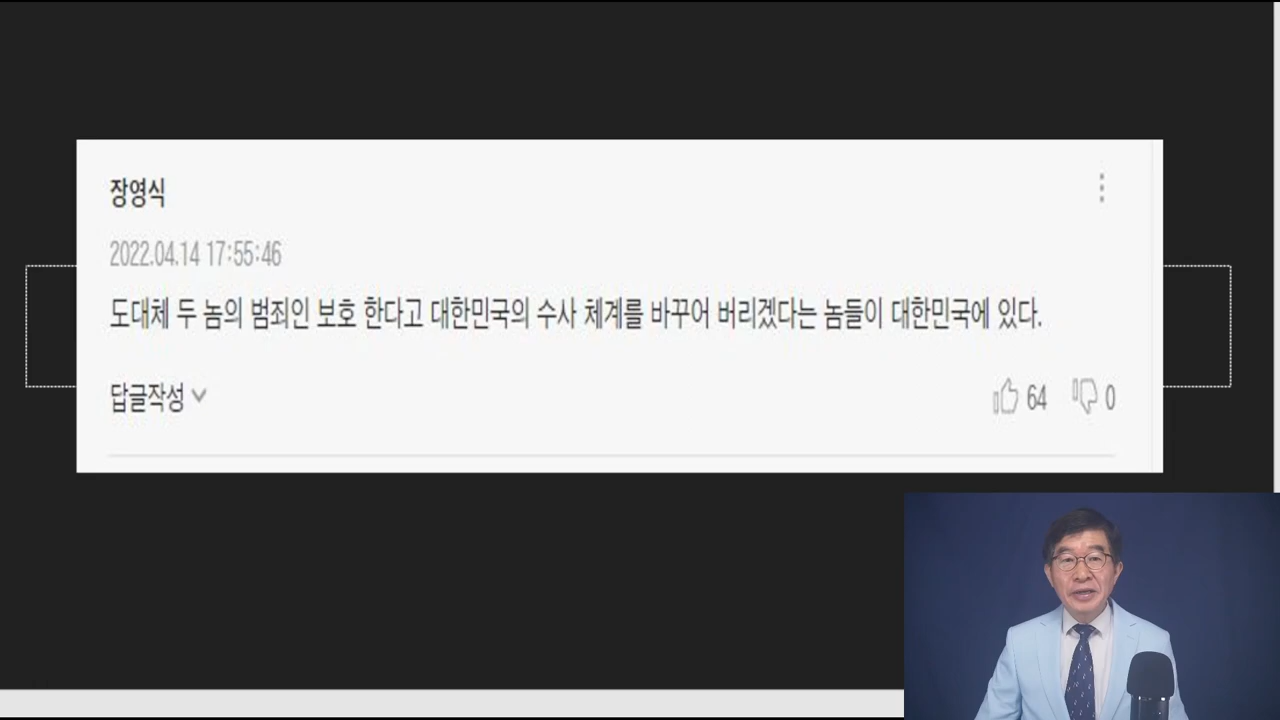 장영식
2022.04.14 17:55:46
도대체 두 놈의 범죄인 보호 한다고 대한민국의 수사 체계를 바꾸어 버리겠다는 놈들이 대한민국에 있다.
답글작성
64 0